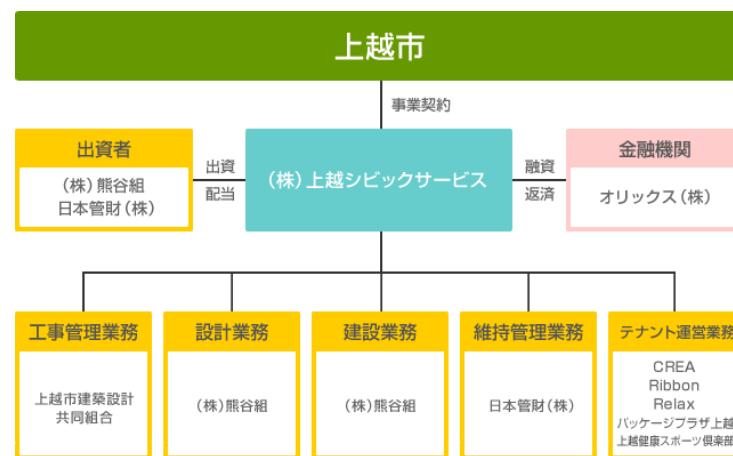 上越市
事業契約
出資者
(株)熊谷組
日本管財(株)
出資
配当
(株)上越シビックサービス
融資
返済
金融機関
オリックス(株)
工事管理業務
上越市建築設計
共同組合
設計業務
(株)熊谷組
建設業務
(株)熊谷組
維持管理業務
日本管財(株)
テナント運営業務
CREA
Ribbon
Relax
パッケージプラザ上越
上越健康スポーツ倶楽部